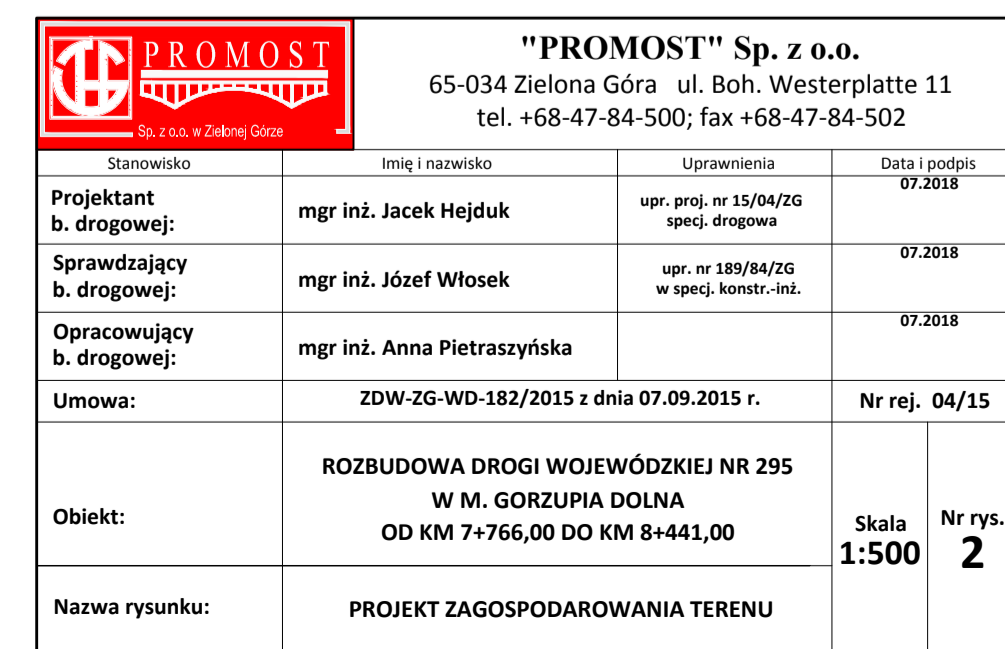 PROMOST
Sp. z o.o. w Zielonej Górze
"PROMOST" Sp. z o.o.
65-034 Zielona Góra ul. Boh. Westerplatte 11
tel. +68-47-84-500; fax +68-47-84-502
Stanowisko Imię i nazwisko Uprawnienia Data i podpis
Projektant
b. drogowej:
mgr inż. Jacek Hejduk
upr. proj. nr 15/04/ZG
specj. drogowa
07.2018
Sprawdzający
b. drogowej:
mgr inż. Józef Włosek
upr. nr 189/84/ZG
w specj. konstr.-inż.
07.2018
Opracowujący
b. drogowej:
mgr inż. Anna Pietraszyńska
07.2018
Umowa: ZDW-ZG-WD-182/2015 z dnia 07.09.2015 r. Nr rej. 04/15
Obiekt:
ROZBUDOWA DROGI WOJEWÓDZKIEJ NR 295
W M. GORZUPIA DOLNA
OD KM 7+766,00 DO KM 8+441,00
Skala
1:500
Nr rys.
2
Nazwa rysunku: PROJEKT ZAGOSPODAROWANIA TERENU